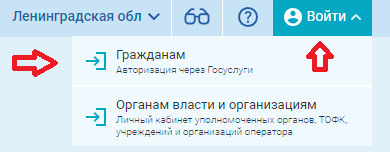 Ленинградская обл
Войти
Гражданам
Авторизация через Госуслуги
Органам власти и организациям
Личный кабинет уполномоченных органов, ТОФК,
учреждений и организаций оператора